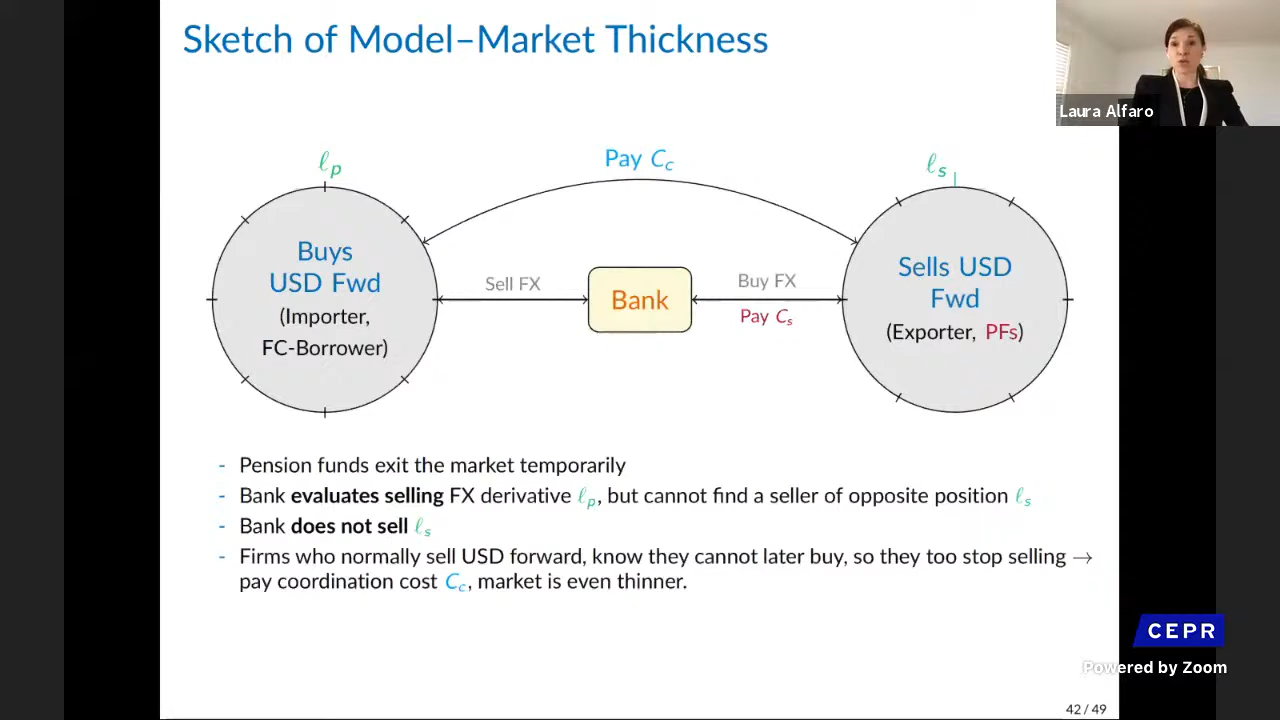 Sketch of Model–Market Thickness
Laura Alfaro
ℓp
Pay Cc
ℓs
Buys
USD Fwd
(Importer,
FC-Borrower)
Sell FX
Bank
Buy FX
Pay Cs
Sells USD
Fwd
(Exporter, PFs)
- Pension funds exit the market temporarily
- Bank evaluates selling FX derivative ℓp, but cannot find a seller of opposite position ℓs
- Bank does not sell ℓs
- Firms who normally sell USD forward, know they cannot later buy, so they too stop selling →
pay coordination cost Cc, market is even thinner.
CEPR
Powered by Zoom
42 / 49